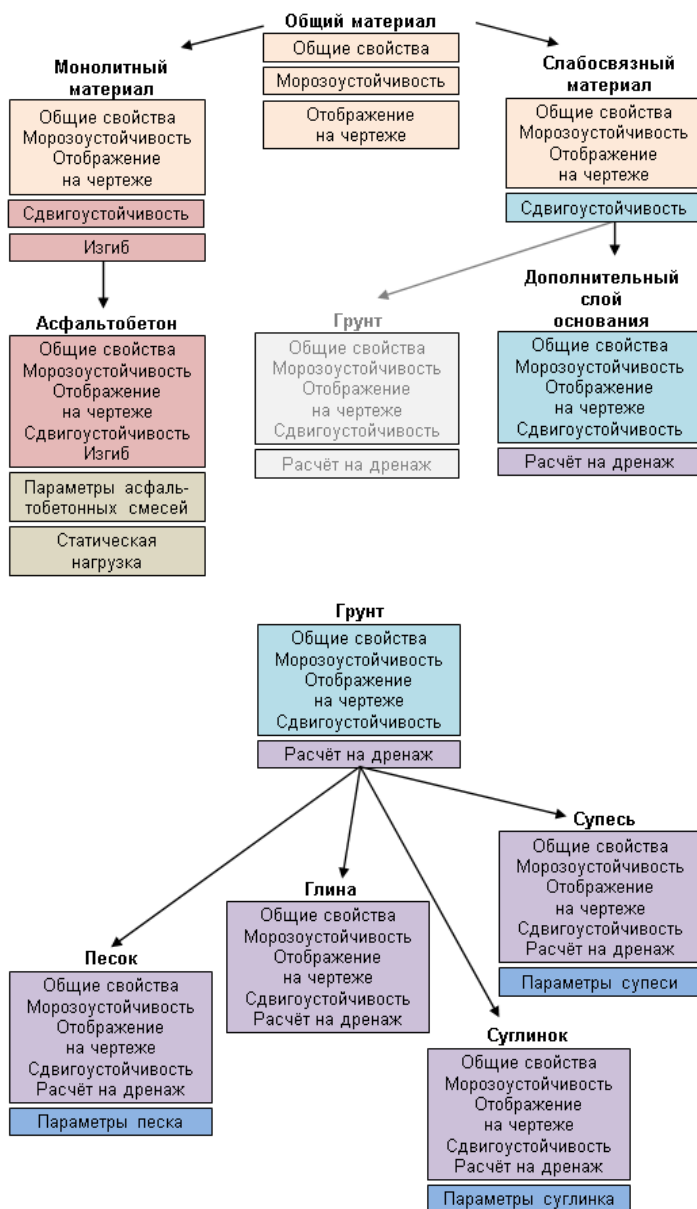 Общий материал
Общие свойства
Морозоустойчивость
Отображение
на чертеже
Монолитный
материал
Общие свойства
Морозоустойчивость
Отображение
на чертеже
Сдвигоустойчивость
Изгиб
Слабосвязный
материал
Общие свойства
Морозоустойчивость
Отображение
на чертеже
Сдвигоустойчивость
Асфальтобетон
Общие свойства
Морозоустойчивость
Отображение
на чертеже
Сдвигоустойчивость
Изгиб
Параметры асфаль-
тобетонных смесей
Статическая
нагрузка
Грунт
Общие свойства
Морозоустойчивость
Отображение
на чертеже
Сдвигоустойчивость
Расчёт на дренаж
Дополнительный
слой
основания
Общие свойства
Морозоустойчивость
Отображение
на чертеже
Сдвигоустойчивость
Расчёт на дренаж
Грунт
Общие свойства
Морозоустойчивость
Отображение
на чертеже
Сдвигоустойчивость
Расчёт на дренаж
Песок
Общие свойства
Морозоустойчивость
Отображение
на чертеже
Сдвигоустойчивость
Расчёт на дренаж
Параметры песка
Глина
Общие свойства
Морозоустойчивость
Отображение
на чертеже
Сдвигоустойчивость
Расчёт на дренаж
Суглинок
Общие свойства
Морозоустойчивость
Отображение
на чертеже
Сдвигоустойчивость
Расчёт на дренаж
Параметры суглинка
Супесь
Общие свойства
Морозоустойчивость
Отображение
на чертеже
Сдвигоустойчивость
Расчёт на дренаж
Параметры супеси